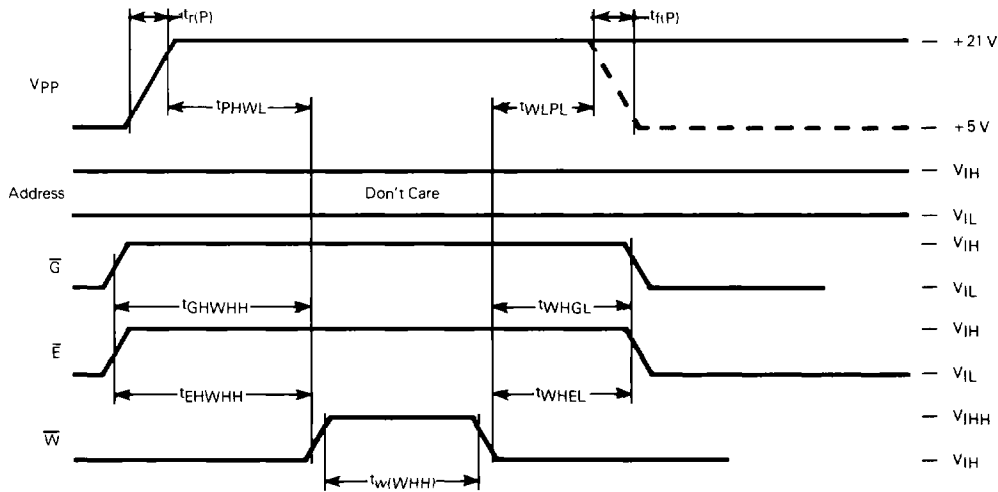 tr(P)
tf(P)
+21 V
VPP
tPHWL
tWLPL
+5 V
VIH
Address
Don't Care
VIL
VIH
G
VIL
tGHWHH
tWHGL
VIH
E
VIL
tEHWHH
tWHEL
VIHH
W
VIH
tw(WHH)